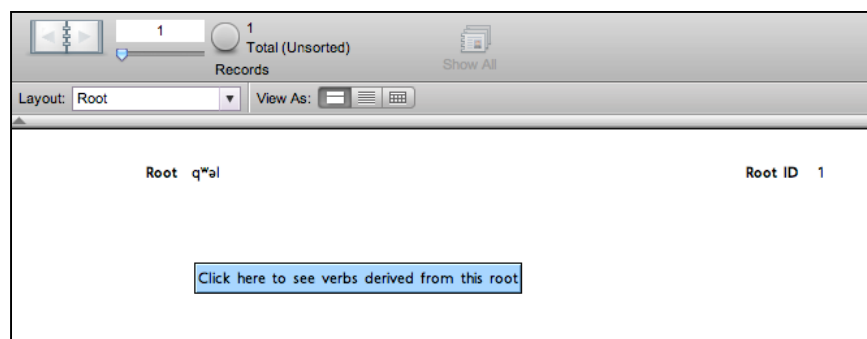 1
1
Total (Unsorted)
Records
Show All
Layout: Root
View As:
Root qʷəl
Root ID 1
Click here to see verbs derived from this root